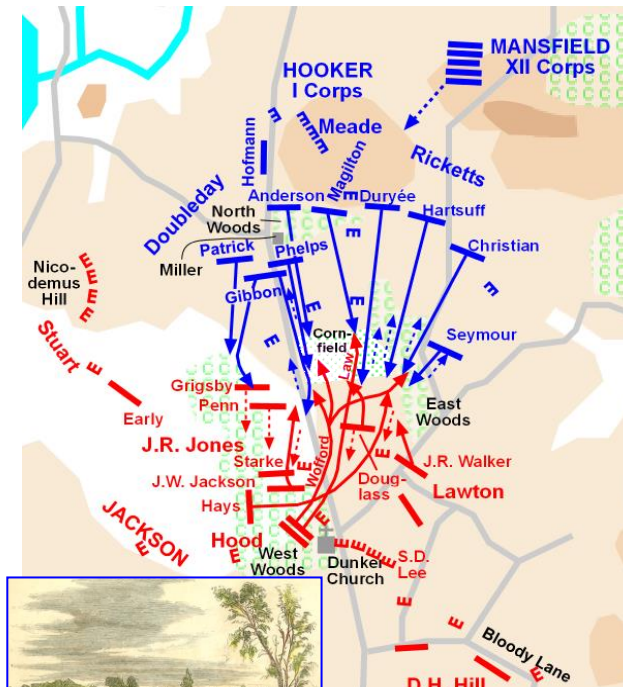 MANSFIELD
XII Corps
HOOKER
I Corps
Meade
Hofmann
Magilton
Ricketts
Anderson
Duryée
Doubleday
North
Woods
Hartsuff
Patrick
Phelps
Christian
Miller
Nico-
demus
Hill
Gibbon
Stuart
Corn-
field
Seymour
Law
Grigsby
Early
Penn
East
Woods
J.R. Jones
Wofford
Starke
J.R. Walker
J.W. Jackson
Doug-
lass
Lawton
Hays
JACKSON
Hood
West
Woods
Dunker
Church
S.D.
Lee
Bloody Lane
D.H. Hill